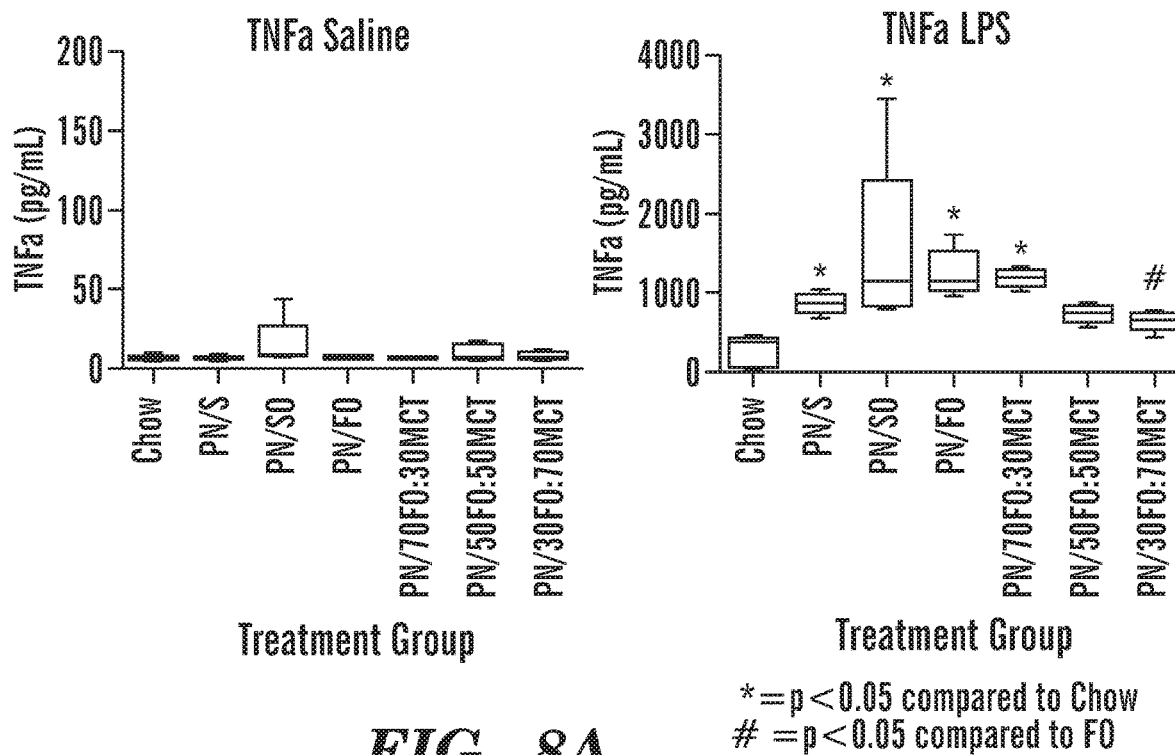 TNFa Saline
200
150
100
50
0
TNFa (pg/mL)
Chow
PN/S
PN/SO
PN/FO
PN/70FO:30MCT
PN/50FO:50MCT
PN/30FO:70MCT
Treatment Group
TNFa LPS
4000
3000
2000
1000
0
TNFa (pg/mL)
*
*
*
*
#
Chow
PN/S
PN/SO
PN/FO
PN/70FO:30MCT
PN/50FO:50MCT
PN/30FO:70MCT
Treatment Group
*=p<0.05 compared to Chow
# =p<0.05 compared to FO
FIG. 8A